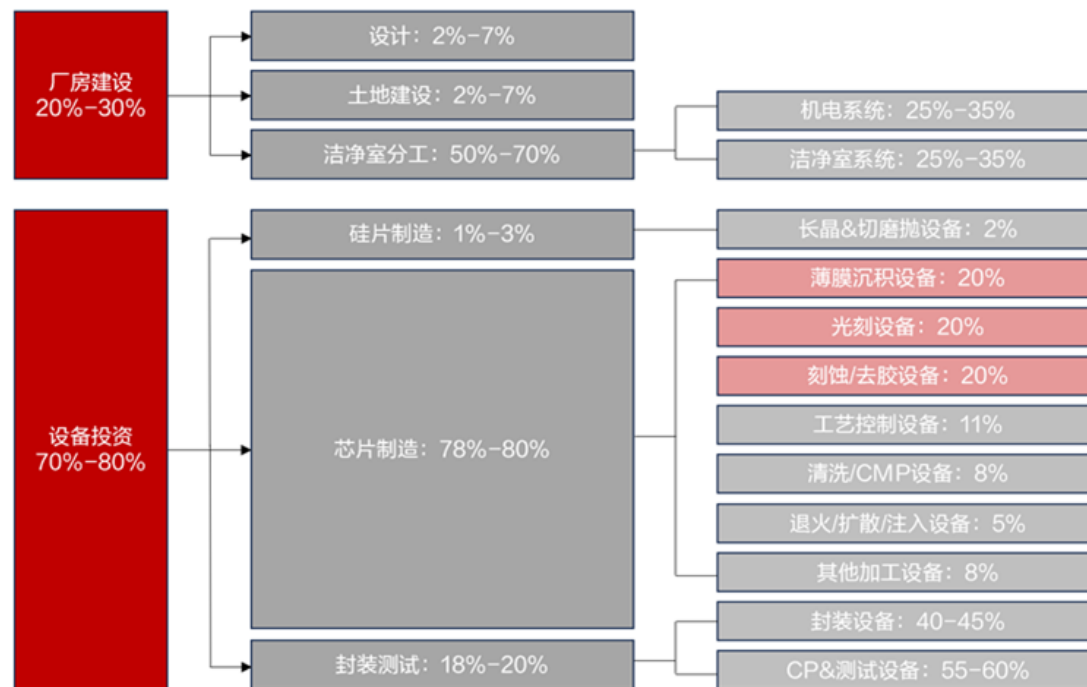 厂房建设
20%-30%
设计：2%-7%
土地建设：2%-7%
洁净室分工：50%-70%
机电系统：25%-35%
洁净室系统：25%-35%
设备投资
70%-80%
硅片制造：1%-3%
芯片制造：78%-80%
封装测试：18%-20%
长晶&切磨抛设备：2%
薄膜沉积设备：20%
光刻设备：20%
刻蚀/去胶设备：20%
工艺控制设备：11%
清洗/CMP设备：8%
退火/扩散/注入设备：5%
其他加工设备：8%
封装设备：40-45%
CP&测试设备：55-60%